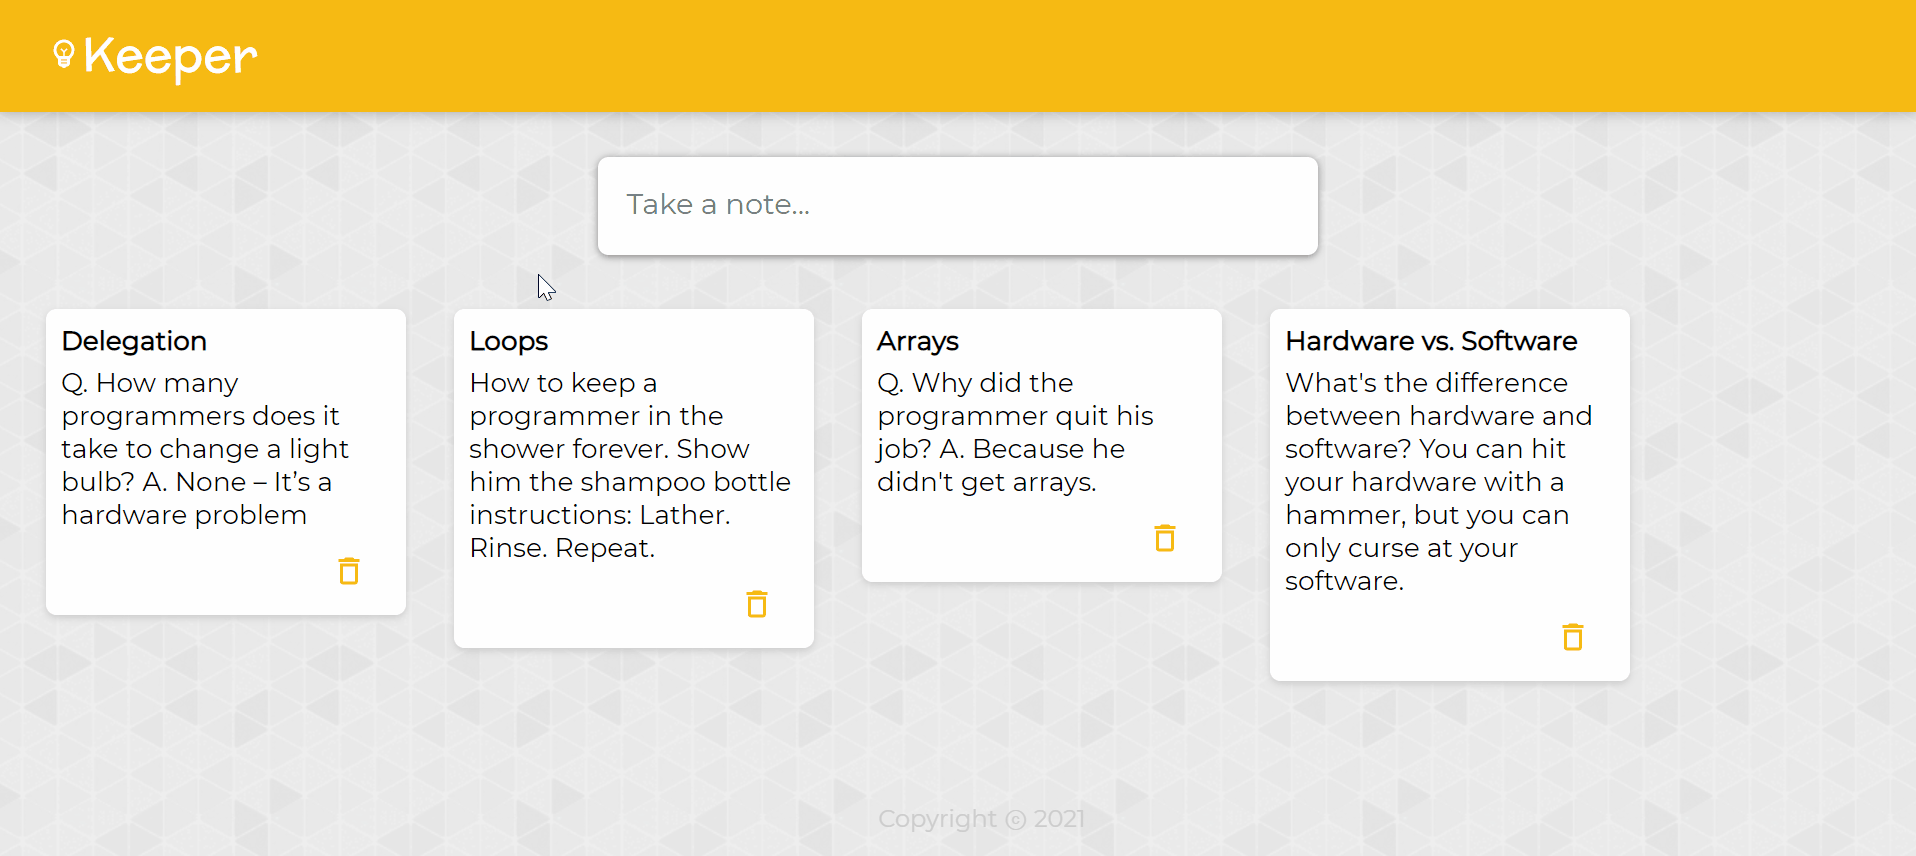 Keeper
Take a note...
Delegation
Q. How many
programmers does it
take to change a light
bulb? A. None – It’s a
hardware problem
Loops
How to keep a
programmer in the
shower forever. Show
him the shampoo bottle
instructions: Lather.
Rinse. Repeat.
Arrays
Q. Why did the
programmer quit his
job? A. Because he
didn't get arrays.
Hardware vs. Software
What's the difference
between hardware and
software? You can hit
your hardware with a
hammer, but you can
only curse at your
software.
Copyright © 2021